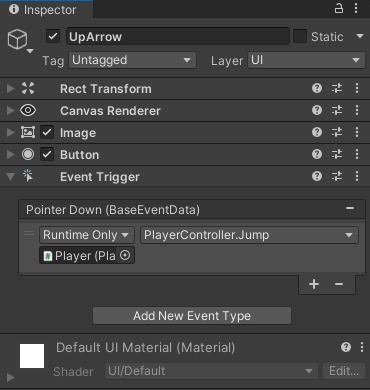 Inspector
UpArrow
Static
Tag Untagged Layer UI
Rect Transform
Canvas Renderer
Image
Button
Event Trigger
Pointer Down (BaseEventData)
Runtime Only PlayerController.Jump
Player (Pla
Add New Event Type
Default UI Material (Material)
Shader UI/Default Edit...